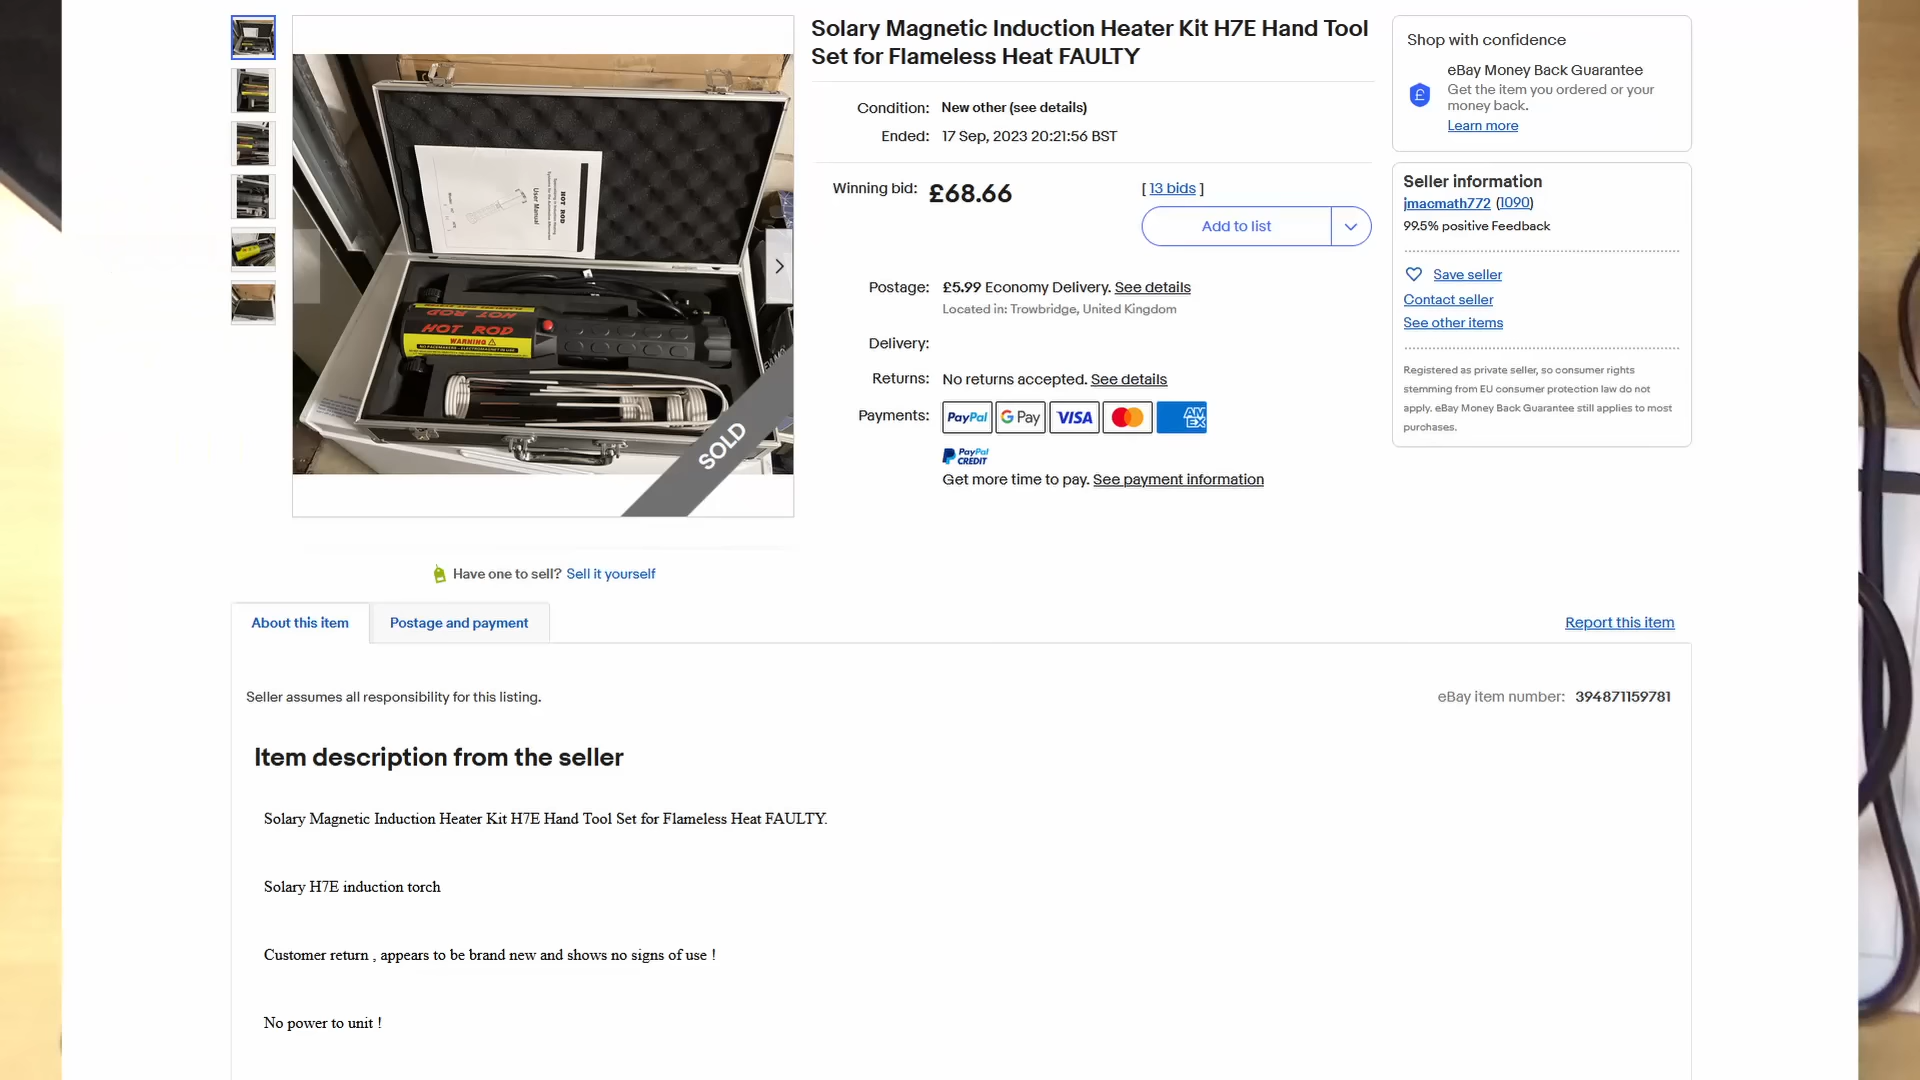 Solary Magnetic Induction Heater Kit H7E Hand Tool
Set for Flameless Heat FAULTY
Condition: New other (see details)
Ended: 17 Sep, 2023 20:21:56 BST
Winning bid: £68.66
[ 13 bids ]
Add to list
Postage: £5.99 Economy Delivery. See details
Located in: Trowbridge, United Kingdom
Delivery:
Returns: No returns accepted. See details
Payments: PayPal G Pay VISA AMEX
PayPal CREDIT
Get more time to pay. See payment information
Shop with confidence
eBay Money Back Guarantee
Get the item you ordered or your
money back.
Learn more
Seller information
jmacmath772 (1090)
99.5% positive Feedback
Save seller
Contact seller
See other items
Registered as private seller, so consumer rights
stemming from EU consumer protection law do not
apply. eBay Money Back Guarantee still applies to most
purchases.
HOT ROD
User Manual
HOT ROD
HOT ROD
WARNING
SOLD
Have one to sell? Sell it yourself
About this item
Postage and payment
Report this item
Seller assumes all responsibility for this listing.
eBay item number: 394871159781
Item description from the seller
Solary Magnetic Induction Heater Kit H7E Hand Tool Set for Flameless Heat FAULTY.
Solary H7E induction torch
Customer return , appears to be brand new and shows no signs of use !
No power to unit !